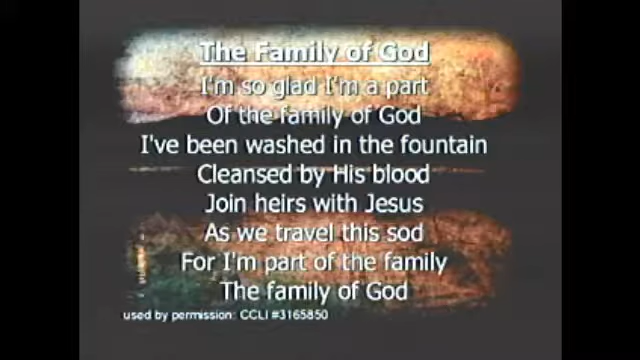 The Family of God
I'm so glad I'm a part
Of the family of God
I've been washed in the fountain
Cleansed by His blood
Join heirs with Jesus
As we travel this sod
For I'm part of the family
The family of God
used by permission: CCLI #3165850